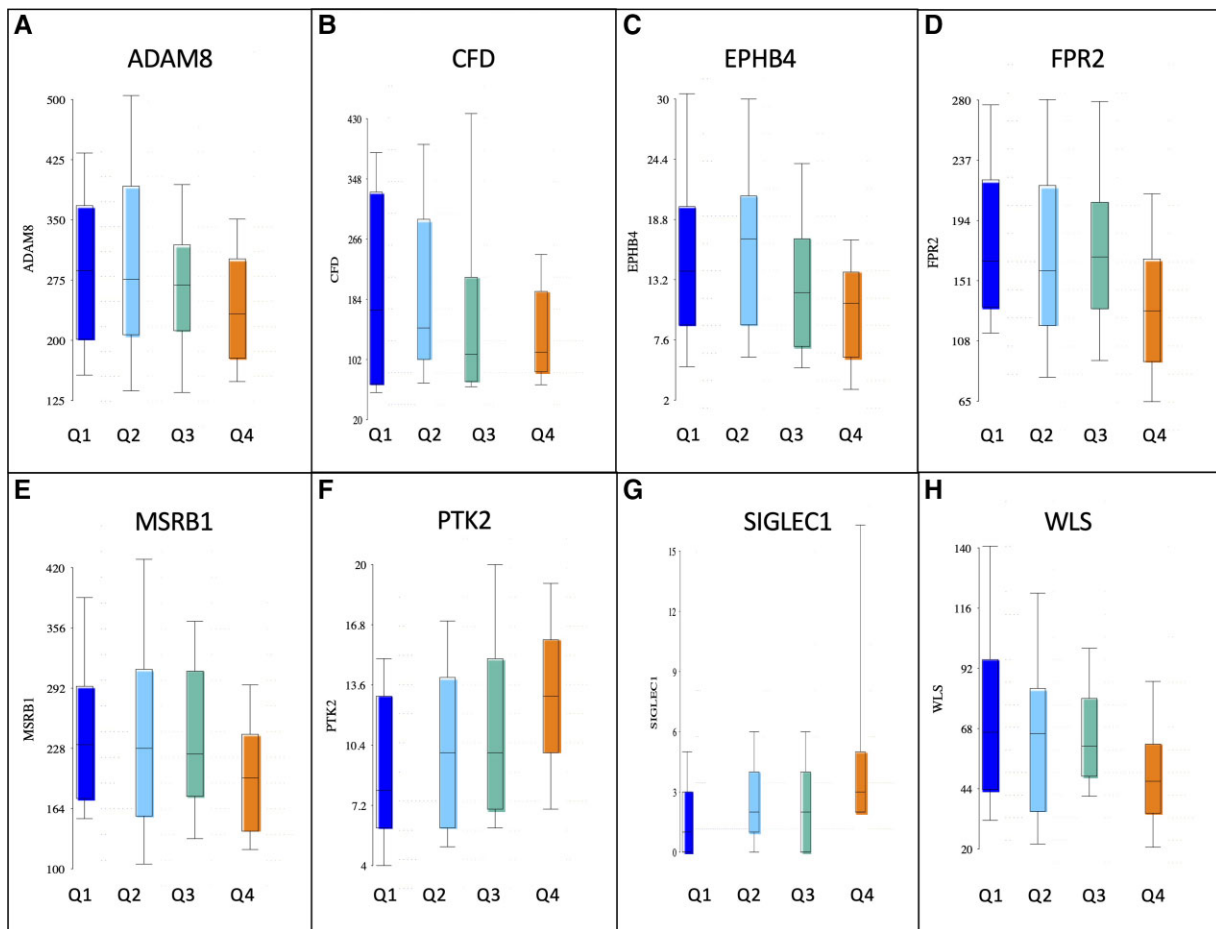 A
ADAM8
500
425
350
275
200
125
ADAM8
Q1 Q2 Q3 Q4
B
CFD
430
348
266
184
102
20
CFD
Q1 Q2 Q3 Q4
C
EPHB4
30
24.4
18.8
13.2
7.6
2
EPHB4
Q1 Q2 Q3 Q4
D
FPR2
280
237
194
151
108
65
FPR2
Q1 Q2 Q3 Q4
E
MSRB1
420
356
292
228
164
100
MSRB1
Q1 Q2 Q3 Q4
F
PTK2
20
16.8
13.6
10.4
7.2
4
PTK2
Q1 Q2 Q3 Q4
G
SIGLEC1
15
12
9
6
3
0
SIGLEC1
Q1 Q2 Q3 Q4
H
WLS
140
116
92
68
44
20
WLS
Q1 Q2 Q3 Q4